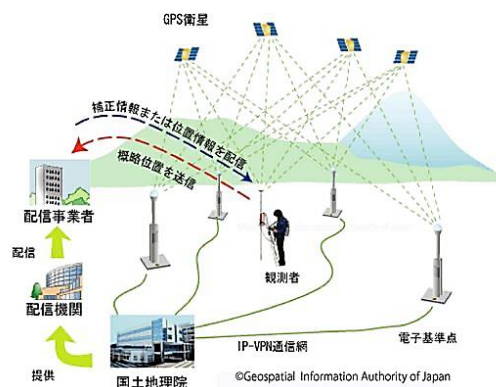 GPS衛星
補正情報または位置情報を配信
概略位置を送信
配信事業者
配信
配信機関
観測者
IP-VPN通信網
電子基準点
提供
国土地理院
©Geospatial Information Authority of Japan